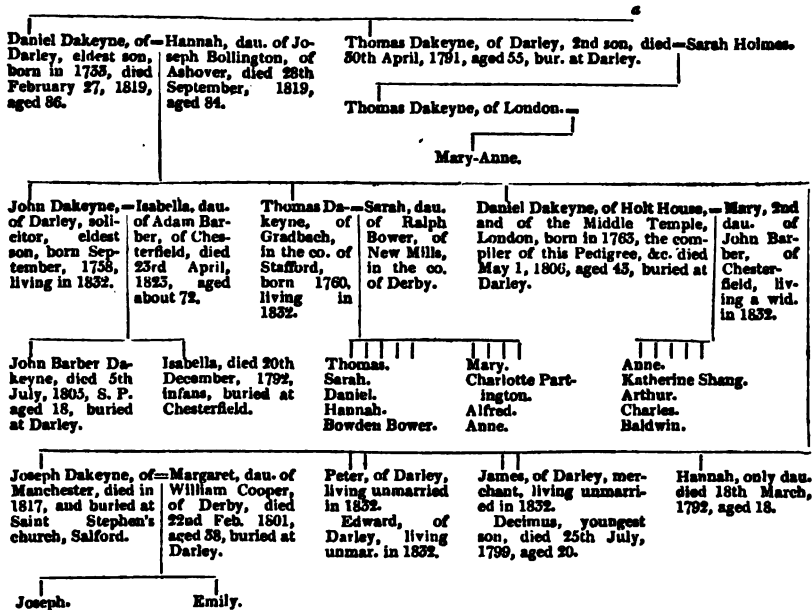 a
Daniel Dakeyne, of
Darley, eldest son,
born in 1733, died
February 27, 1819,
aged 86.
=Hannah, dau. of Jo-
seph Bollington, of
Ashover, died 28th
September, 1819,
aged 84.
Thomas Dakeyne, of Darley, 2nd son, died
30th April, 1791, aged 55, bur. at Darley.
=Sarah Holmes.
Thomas Dakeyne, of London.=
Mary-Anne.
John Dakeyne,
of Darley, soli-
citor, eldest
son, born Sep-
tember, 1758,
living in 1832.
=Isabella, dau.
of Adam Bar-
ber, of Ches-
terfield, died
23rd April,
1823, aged
about 72.
Thomas Da-
keyne, of
Gradbach,
in the co. of
Stafford,
born 1760,
living in
1832.
=Sarah, dau.
of Ralph
Bower, of
New Mills,
in the co.
of Derby.
Daniel Dakeyne, of Holt House,
and of the Middle Temple,
London, born in 1763, the com-
piler of this Pedigree, &c. died
May 1, 1806, aged 43, buried at
Darley.
=Mary, 2nd
dau. of
John Bar-
ber, of
Chester-
field, liv-
ing a wid.
in 1832.
John Barber Da-
keyne, died 5th
July, 1805, S. P.
aged 18, buried
at Darley.
Isabella, died 20th
December, 1792,
infans, buried at
Chesterfield.
Thomas.
Sarah.
Daniel.
Hannah.
Bowden Bower.
Mary.
Charlotte Part-
ington.
Alfred.
Anne.
Anne.
Katherine Shang.
Arthur.
Charles.
Baldwin.
Joseph Dakeyne, of
Manchester, died in
1817, and buried at
Saint Stephen's
church, Salford.
=Margaret, dau. of
William Cooper,
of Derby, died
22nd Feb. 1801,
aged 38, buried at
Darley.
Peter, of Darley,
living unmarried
in 1832.
Edward, of
Darley, living
unmar. in 1832.
James, of Darley, mer-
chant, living unmarri-
ed in 1832.
Decimus, youngest
son, died 25th July,
1799, aged 20.
Hannah, only dau.
died 18th March,
1792, aged 18.
Joseph.
Emily.